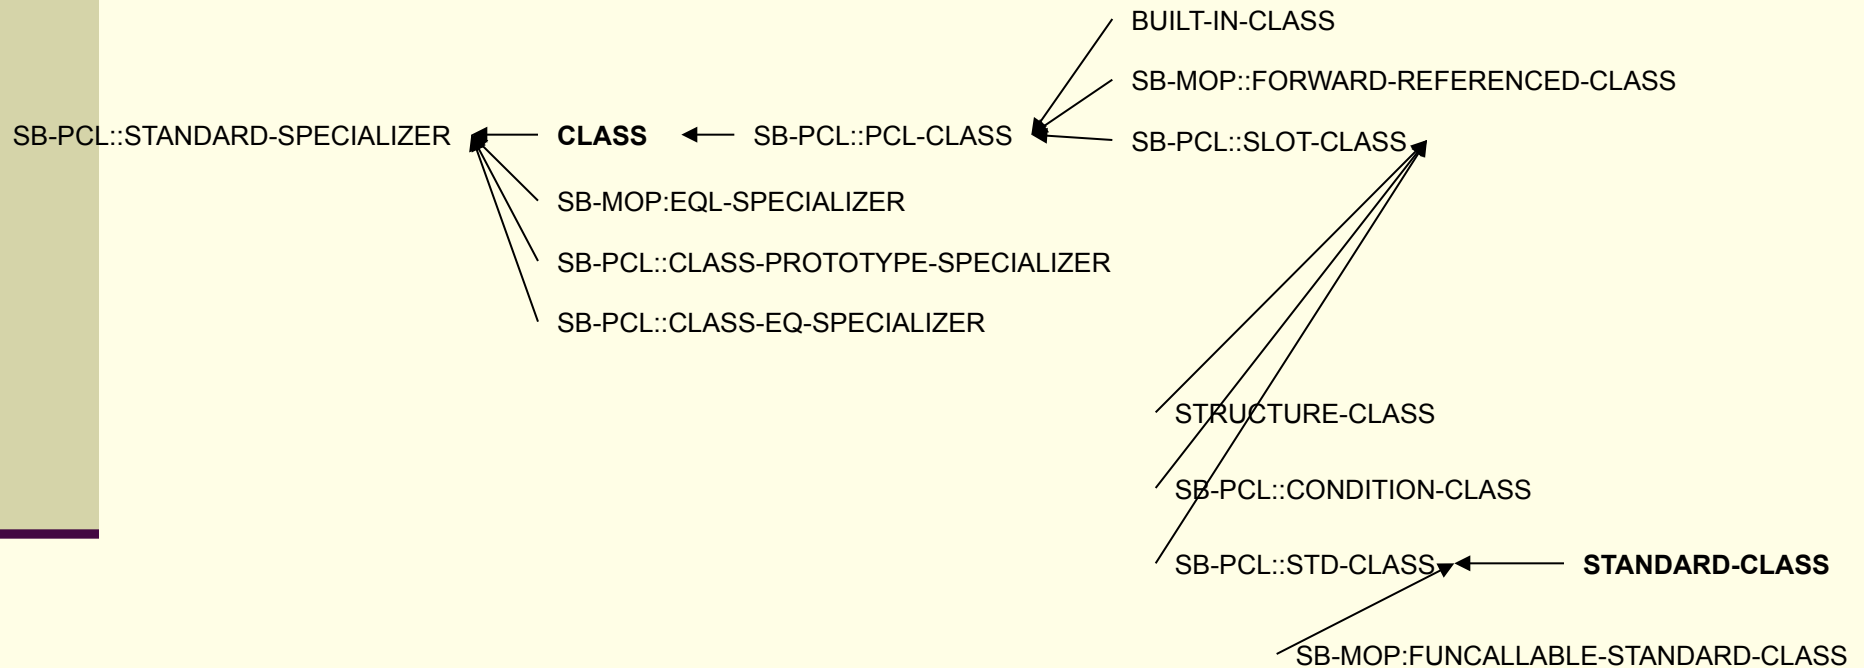 BUILT-IN-CLASS
SB-MOP::FORWARD-REFERENCED-CLASS
SB-PCL::STANDARD-SPECIALIZER
CLASS
SB-PCL::PCL-CLASS
SB-PCL::SLOT-CLASS
SB-MOP:EQL-SPECIALIZER
SB-PCL::CLASS-PROTOTYPE-SPECIALIZER
SB-PCL::CLASS-EQ-SPECIALIZER
STRUCTURE-CLASS
SB-PCL::CONDITION-CLASS
SB-PCL::STD-CLASS
STANDARD-CLASS
SB-MOP:FUNCALLABLE-STANDARD-CLASS